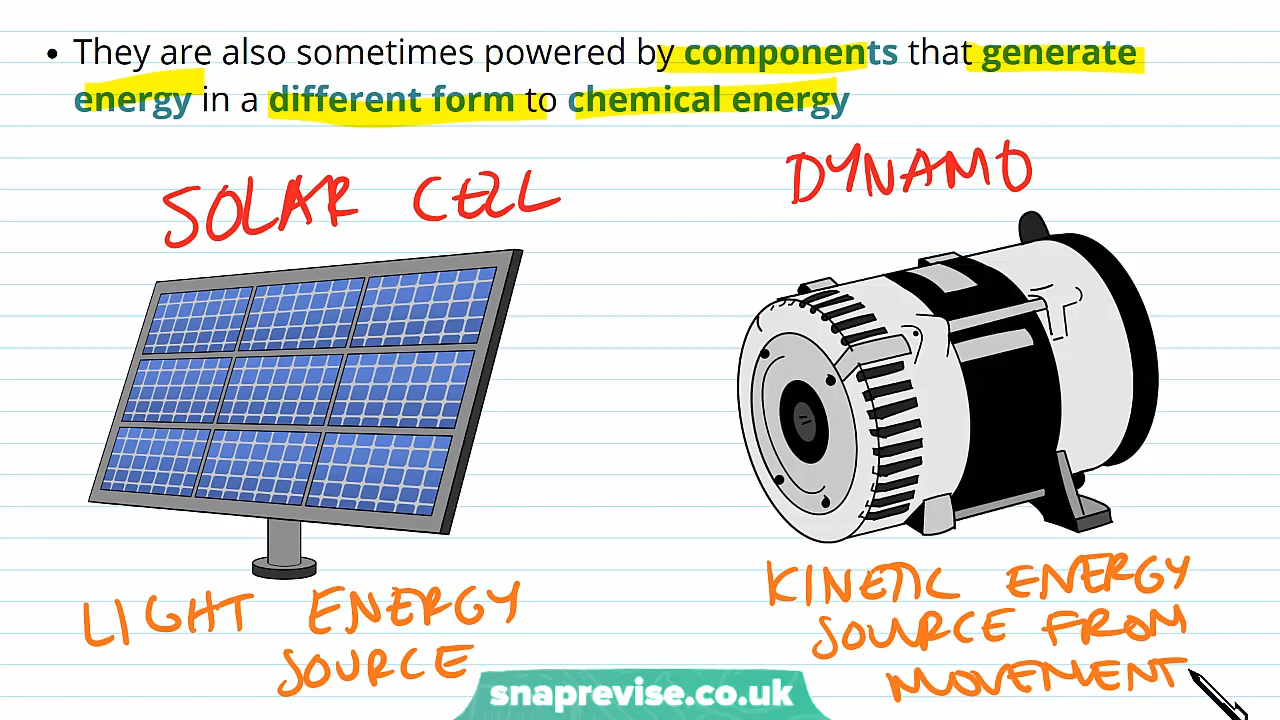 • They are also sometimes powered by components that generate
energy in a different form to chemical energy
SOLAR CELL
DYNAMO
LIGHT ENERGY
SOURCE
KINETIC ENERGY
SOURCE FROM
MOVEMENT
snaprevise.co.uk